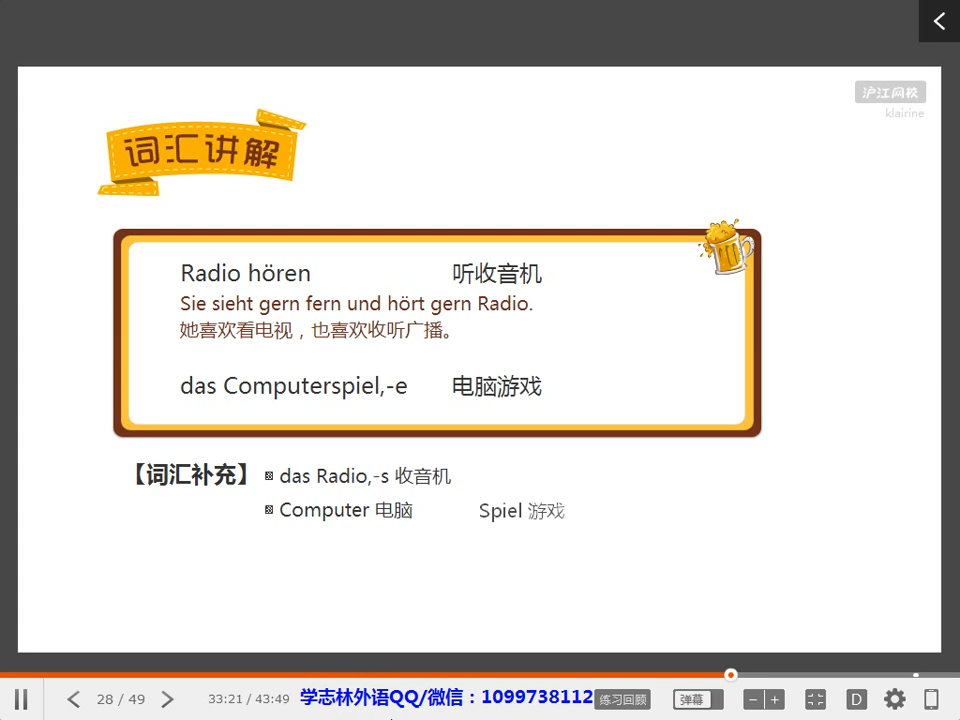 沪江网校
klairine
词汇讲解
Radio hören 听收音机
Sie sieht gern fern und hört gern Radio.
她喜欢看电视，也喜欢收听广播。
das Computerspiel,-e 电脑游戏
【词汇补充】 das Radio,-s 收音机
Computer 电脑 Spiel 游戏
28 / 49 33:21 / 43:49 学志林外语QQ/微信：1099738112 练习回顾 弹幕 D